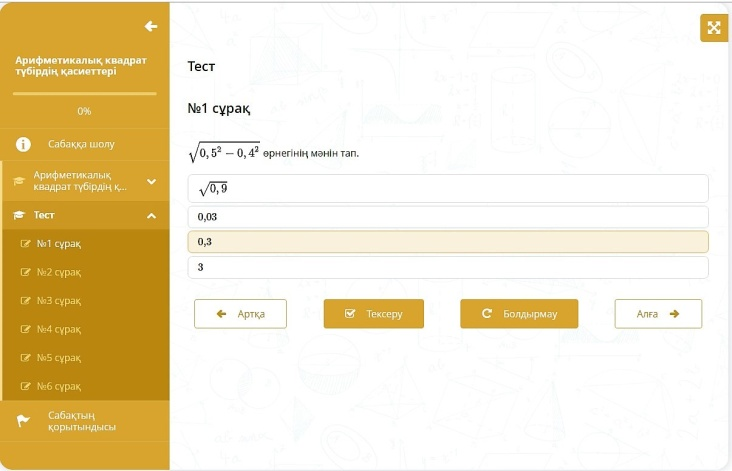 Арифметикалық квадрат
түбірдің қасиеттері
0%
Сабаққа шолу
Арифметикалық
квадрат түбірдің қ...
Тест
№1 сұрақ
№2 сұрақ
№3 сұрақ
№4 сұрақ
№5 сұрақ
№6 сұрақ
Сабақтың
қорытындысы
Тест
№1 сұрақ
√(0,5² − 0,4²) өрнегінің мәнін тап.
√0,9
0,03
0,3
3
Артқа Тексеру Болдырмау Алға